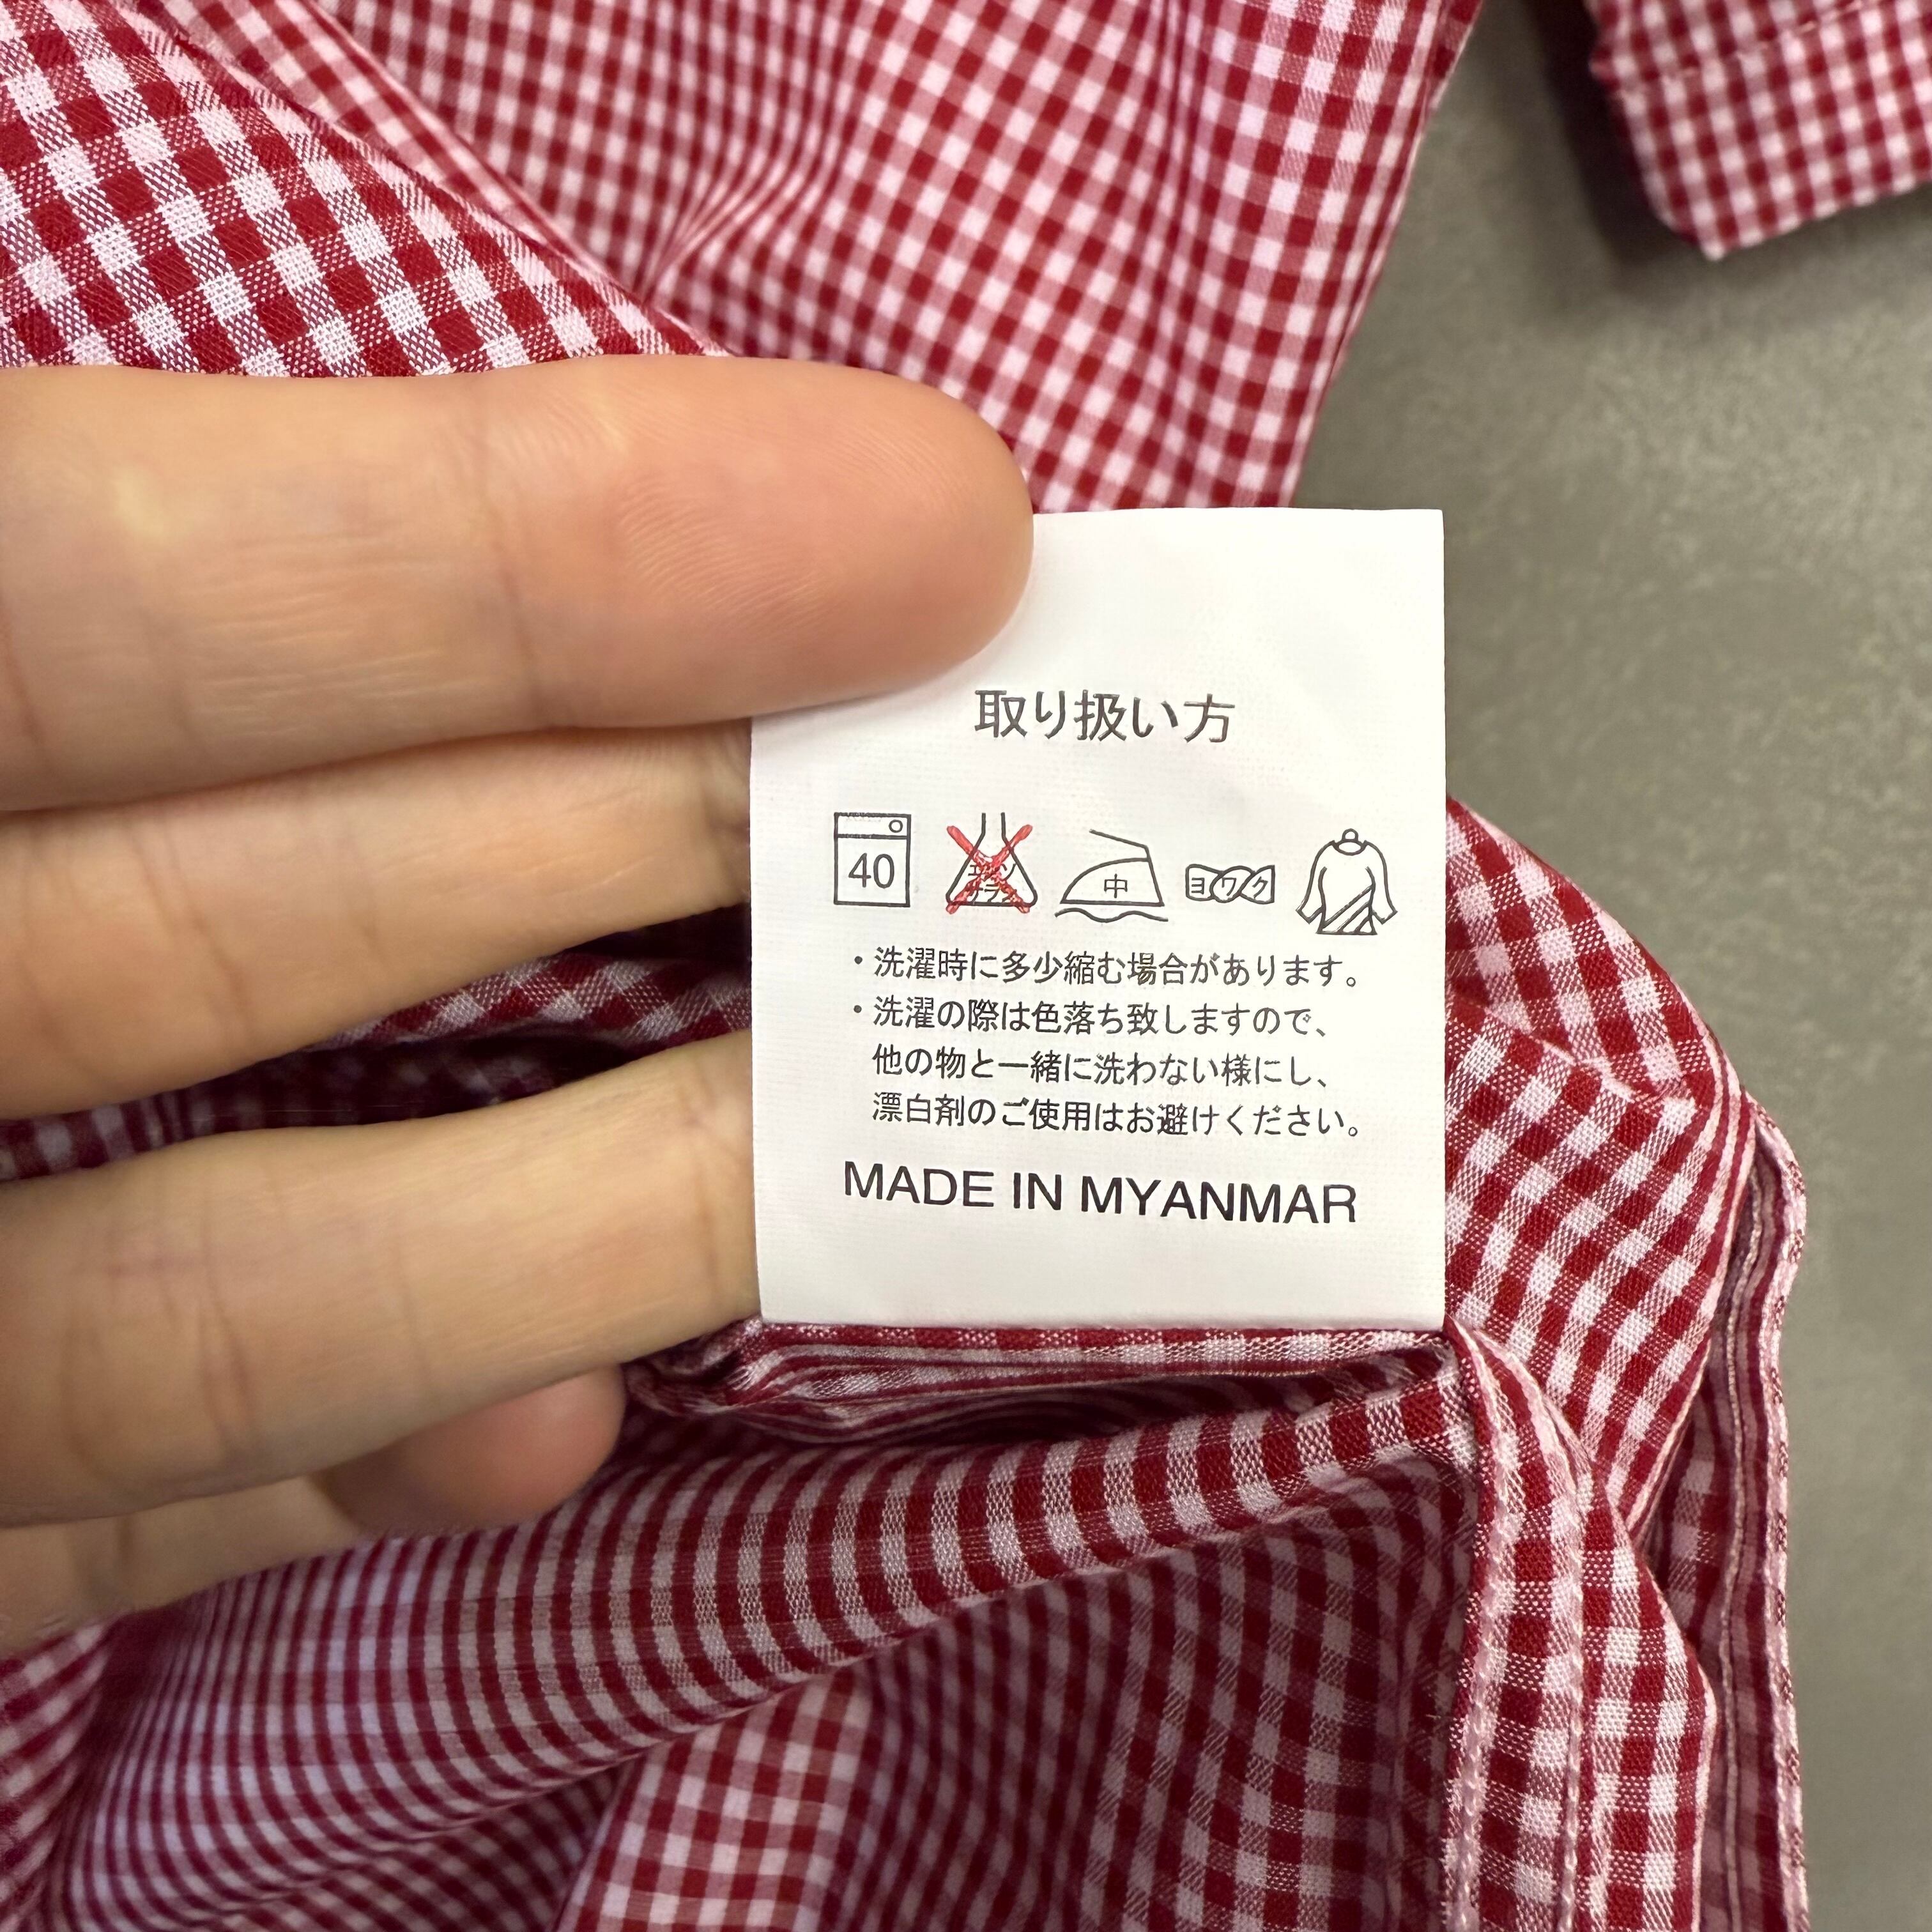 取り扱い方
40
エンソ
サラシ
中
ヨワク
・洗濯時に多少縮む場合があります。
・洗濯の際は色落ち致しますので、
他の物と一緒に洗わない様にし、
漂白剤のご使用はお避けください。
MADE IN MYANMAR